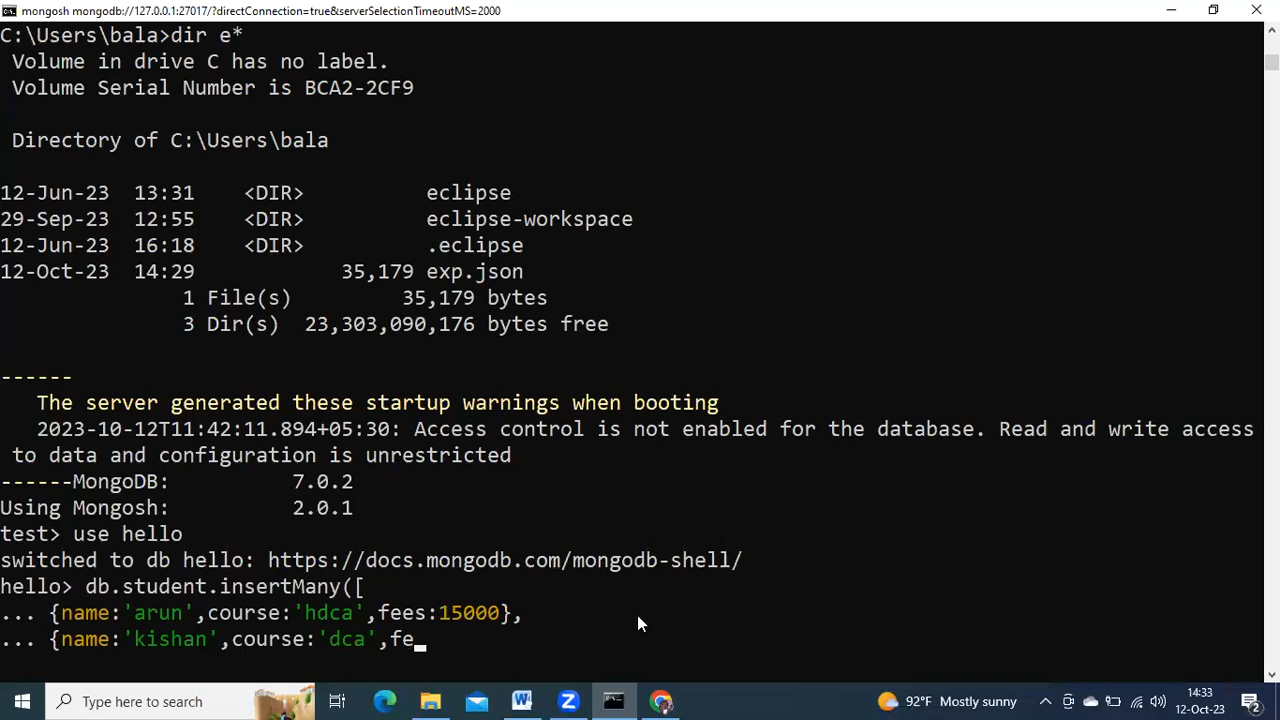 mongosh mongodb://127.0.0.1:27017/?directConnection=true&serverSelectionTimeoutMS=2000
C:\Users\bala>dir e*
Volume in drive C has no label.
Volume Serial Number is BCA2-2CF9
Directory of C:\Users\bala
12-Jun-23  13:31    <DIR>          eclipse
29-Sep-23  12:55    <DIR>          eclipse-workspace
12-Jun-23  16:18    <DIR>          .eclipse
12-Oct-23  14:29            35,179 exp.json
1 File(s)         35,179 bytes
3 Dir(s)  23,303,090,176 bytes free
------
The server generated these startup warnings when booting
2023-10-12T11:42:11.894+05:30: Access control is not enabled for the database. Read and write access
to data and configuration is unrestricted
------MongoDB:          7.0.2
Using Mongosh:          2.0.1
test> use hello
switched to db hello: https://docs.mongodb.com/mongodb-shell/
hello> db.student.insertMany([
... {name:'arun',course:'hdca',fees:15000},
... {name:'kishan',course:'dca',fe_
Type here to search
92°F Mostly sunny
14:33
12-Oct-23
2